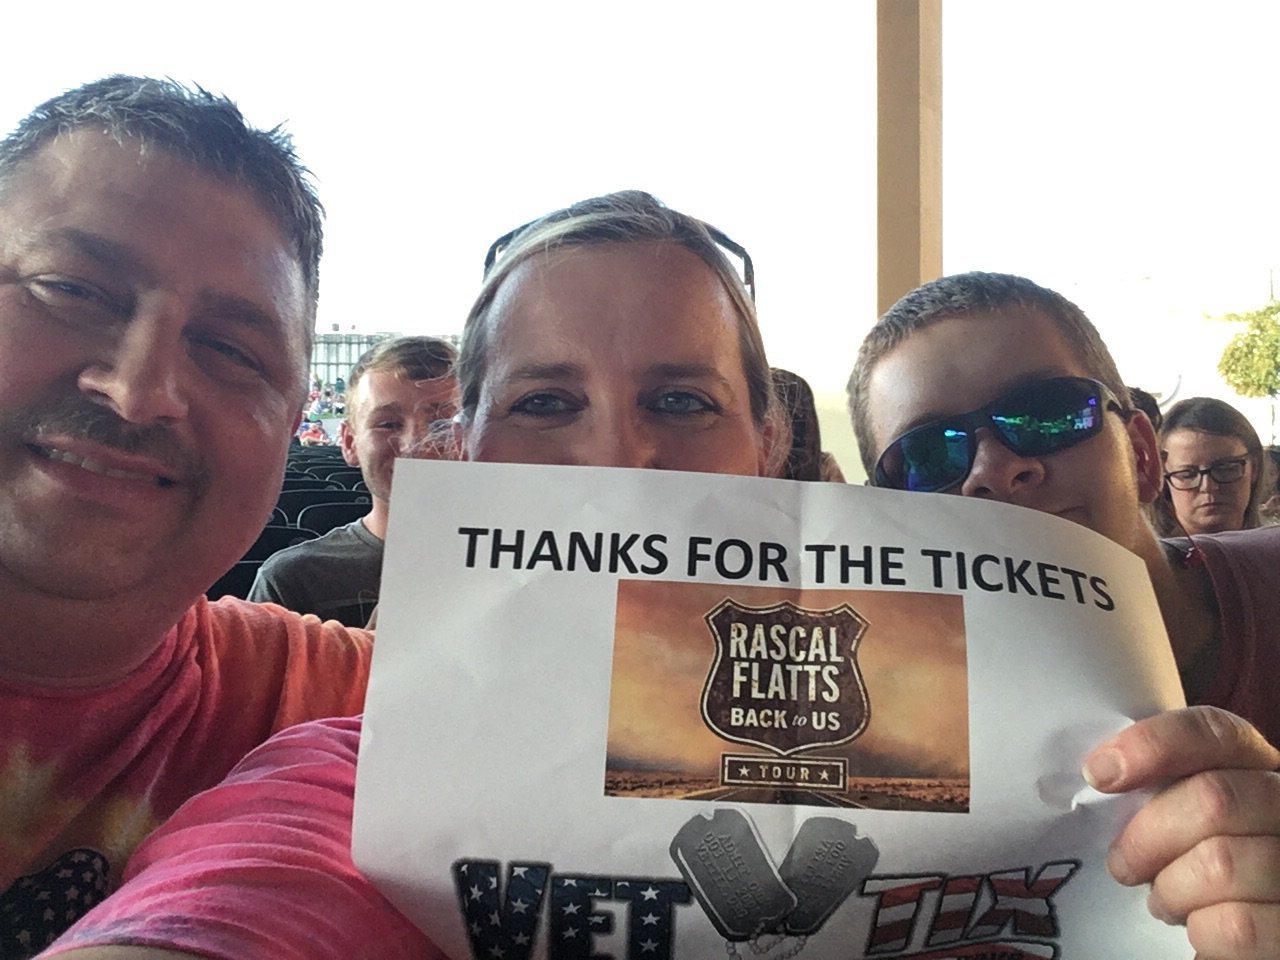 THANKS FOR THE TICKETS
RASCAL
FLATTS
BACK to US
TOUR
VET TIX